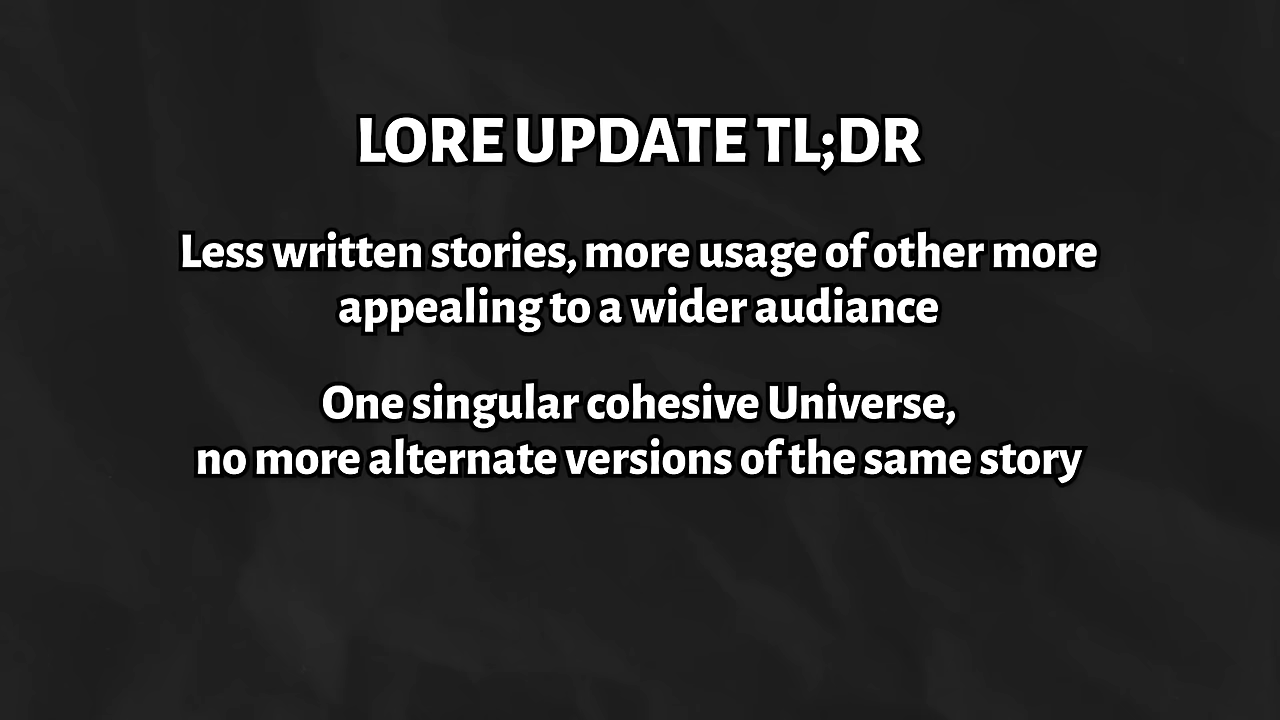 LORE UPDATE TL;DR
Less written stories, more usage of other more
appealing to a wider audiance
One singular cohesive Universe,
no more alternate versions of the same story